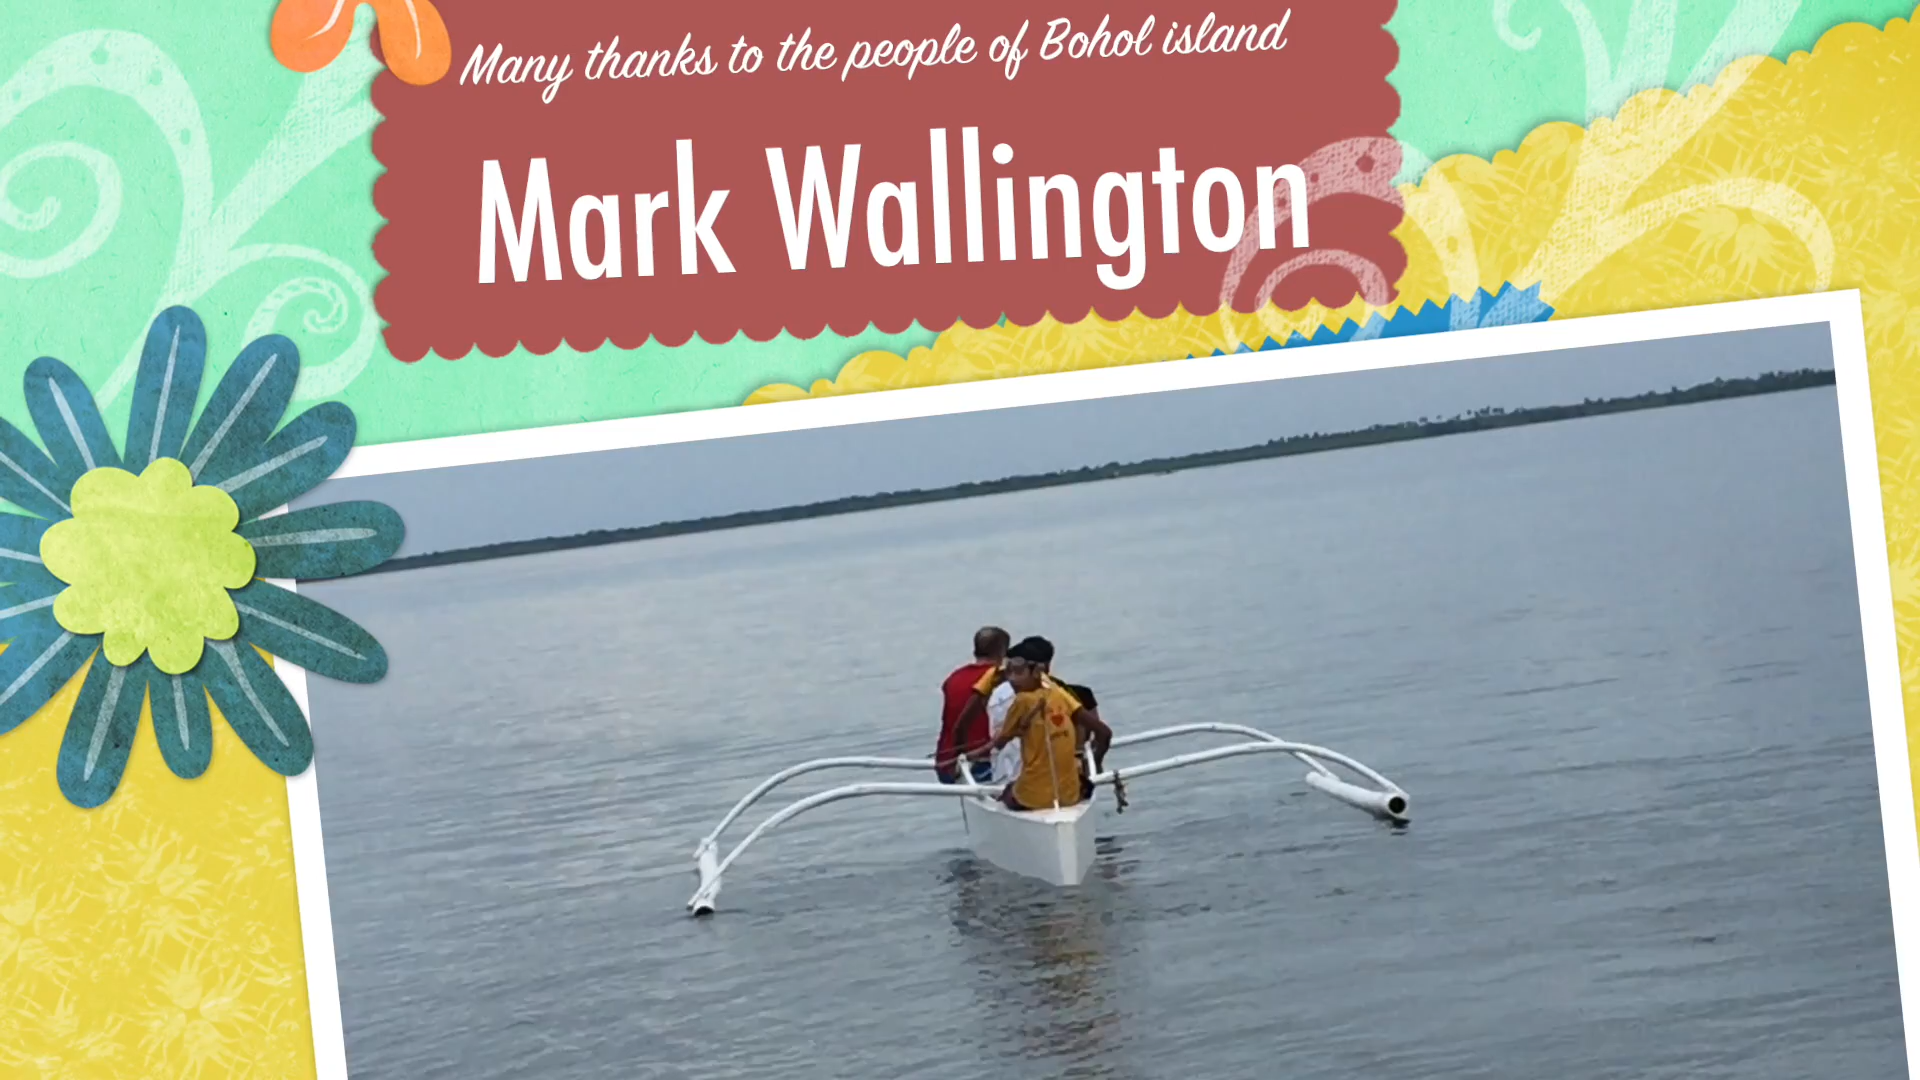 Many thanks to the people of Bohol island
Mark Wallington